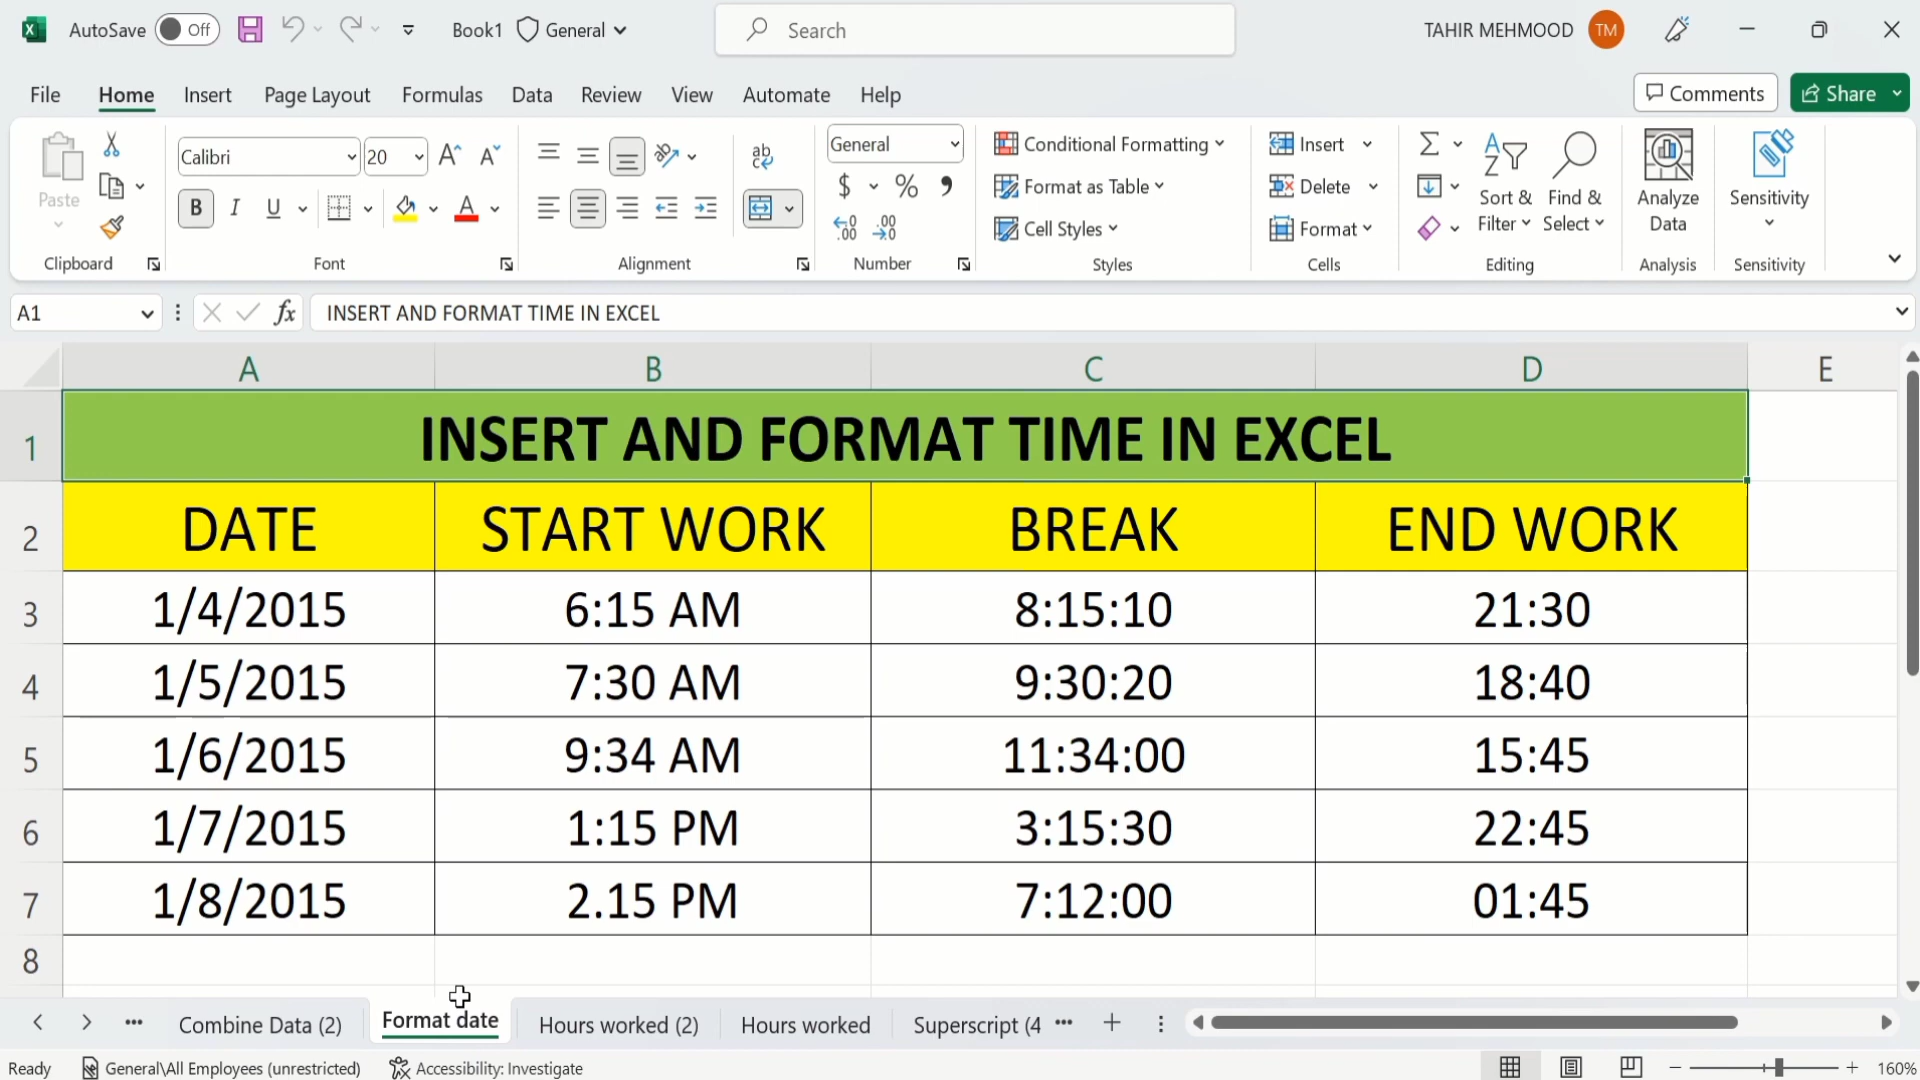 AutoSave Off Book1 General Search TAHIR MEHMOOD TM
File Home Insert Page Layout Formulas Data Review View Automate Help Comments Share
Paste
Clipboard
Calibri 20
B I U A
Font
ab
c
Alignment
General
$ % ,
.00
.00
Number
Conditional Formatting
Format as Table
Cell Styles
Styles
Insert
Delete
Format
Cells
Sort &
Filter
Find &
Select
Editing
Analyze
Data
Analysis
Sensitivity
Sensitivity
A1 fx INSERT AND FORMAT TIME IN EXCEL
A B C D E
1 INSERT AND FORMAT TIME IN EXCEL
2 DATE START WORK BREAK END WORK
3 1/4/2015 6:15 AM 8:15:10 21:30
4 1/5/2015 7:30 AM 9:30:20 18:40
5 1/6/2015 9:34 AM 11:34:00 15:45
6 1/7/2015 1:15 PM 3:15:30 22:45
7 1/8/2015 2.15 PM 7:12:00 01:45
8
... Combine Data (2) Format date Hours worked (2) Hours worked Superscript (4 ...
Ready General\All Employees (unrestricted) Accessibility: Investigate 160%